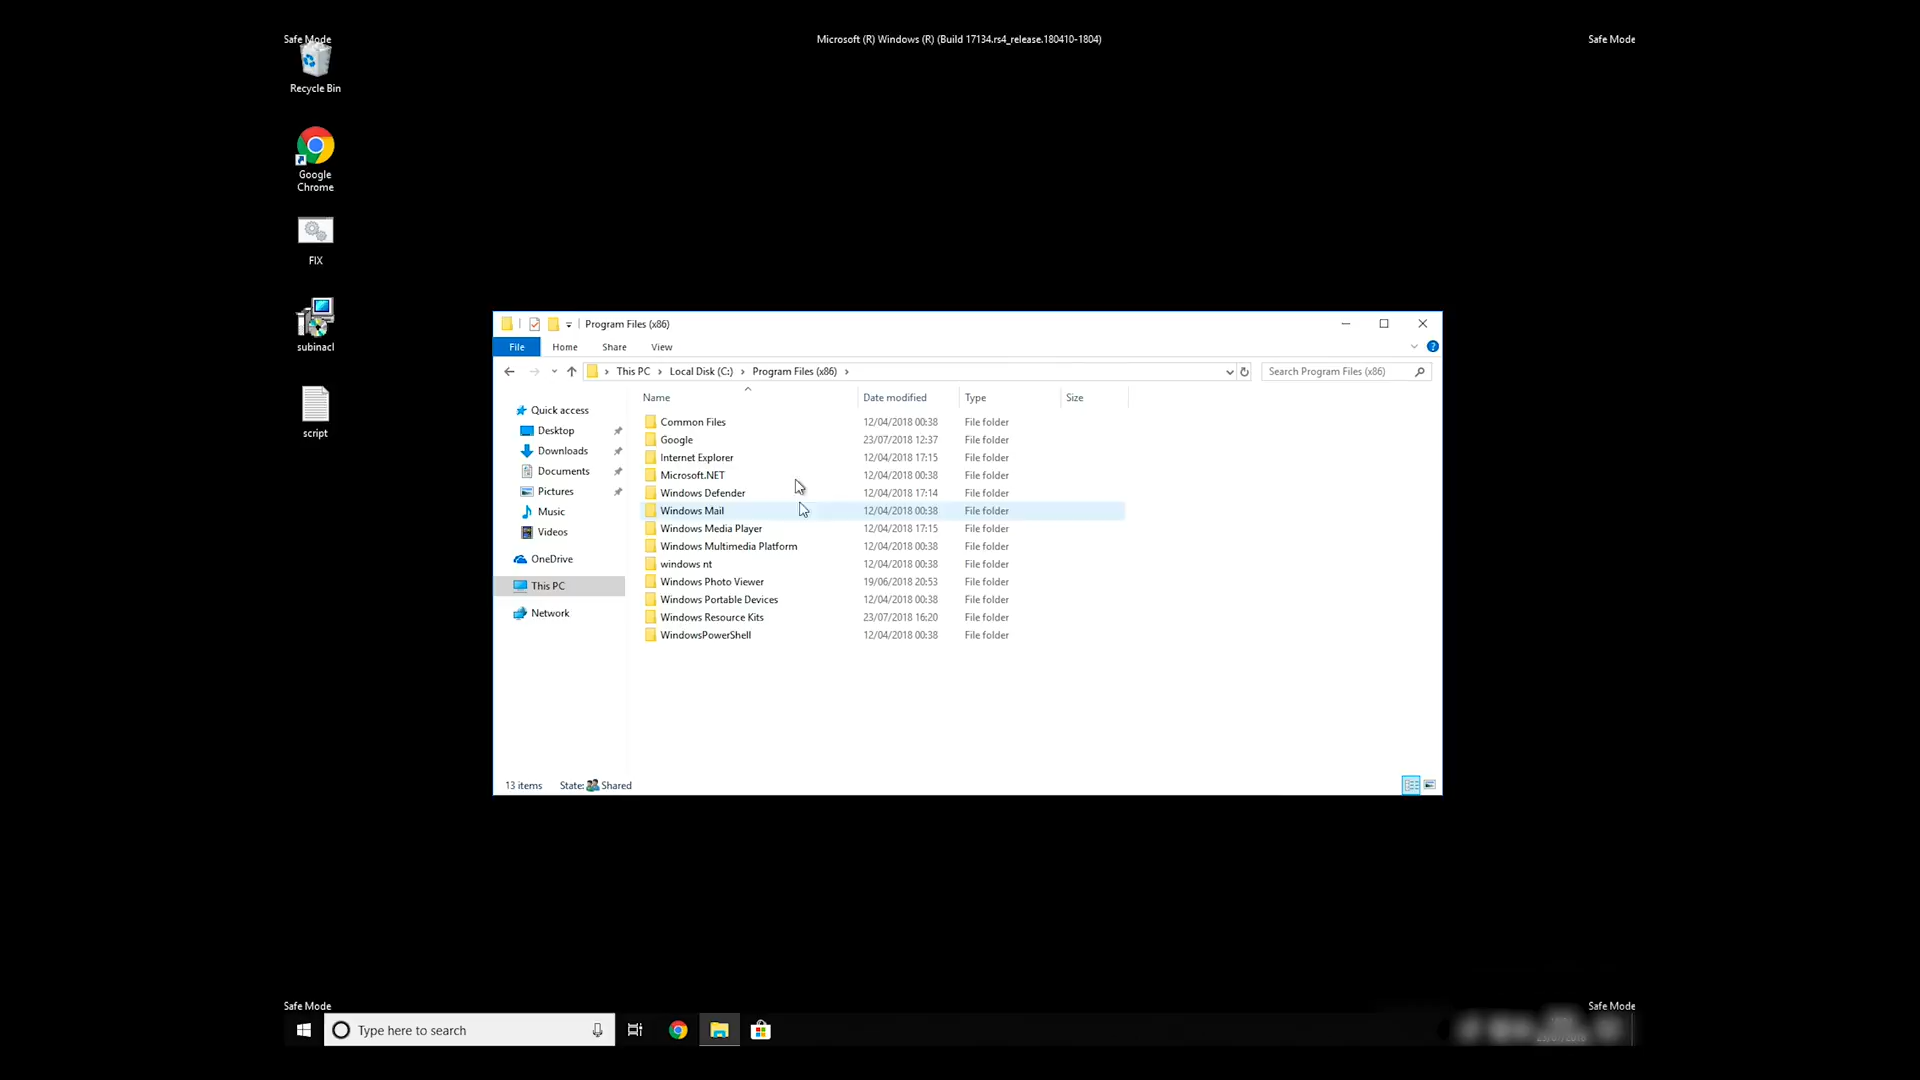 Safe Mode
Microsoft (R) Windows (R) (Build 17134.rs4_release.180410-1804)
Safe Mode
Recycle Bin
Google
Chrome
FIX
subinacl
script
Program Files (x86)
File Home Share View
This PC Local Disk (C:) Program Files (x86)
Search Program Files (x86)
Quick access
Desktop
Downloads
Documents
Pictures
Music
Videos
OneDrive
This PC
Network
Name Date modified Type Size
Common Files 12/04/2018 00:38 File folder
Google 23/07/2018 12:37 File folder
Internet Explorer 12/04/2018 17:15 File folder
Microsoft.NET 12/04/2018 00:38 File folder
Windows Defender 12/04/2018 17:14 File folder
Windows Mail 12/04/2018 00:38 File folder
Windows Media Player 12/04/2018 17:15 File folder
Windows Multimedia Platform 12/04/2018 00:38 File folder
windows nt 12/04/2018 00:38 File folder
Windows Photo Viewer 19/06/2018 20:53 File folder
Windows Portable Devices 12/04/2018 00:38 File folder
Windows Resource Kits 23/07/2018 16:20 File folder
WindowsPowerShell 12/04/2018 00:38 File folder
13 items State: Shared
Safe Mode
Safe Mode
Type here to search